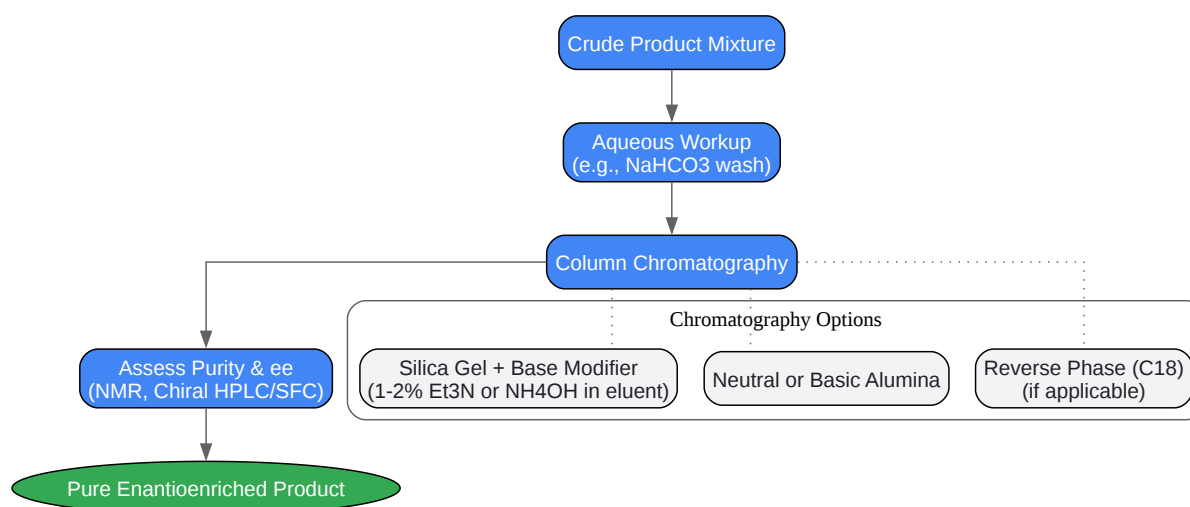 Crude Product Mixture
Aqueous Workup
(e.g., NaHCO3 wash)
Column Chromatography
Chromatography Options
Assess Purity & ee
(NMR, Chiral HPLC/SFC)
Silica Gel + Base Modifier
(1-2% Et3N or NH4OH in eluent)
Neutral or Basic Alumina
Reverse Phase (C18)
(if applicable)
Pure Enantioenriched Product